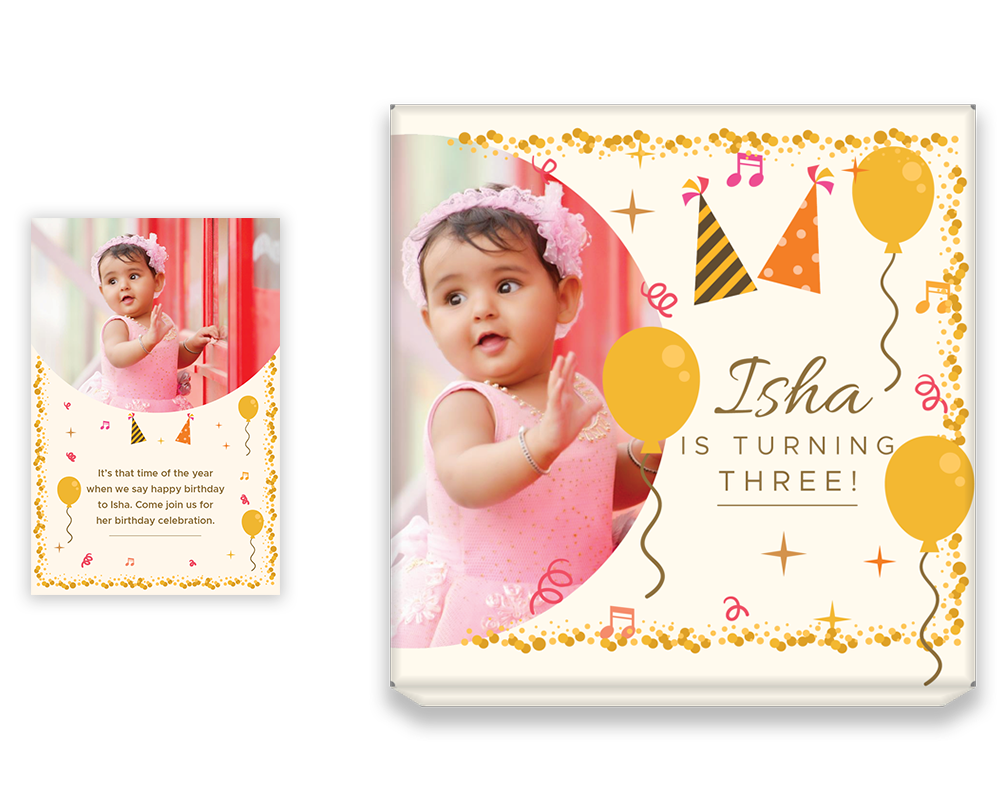 It's that time of the year
when we say happy birthday
to Isha. Come join us for
her birthday celebration.
Isha
IS TURNING
THREE!